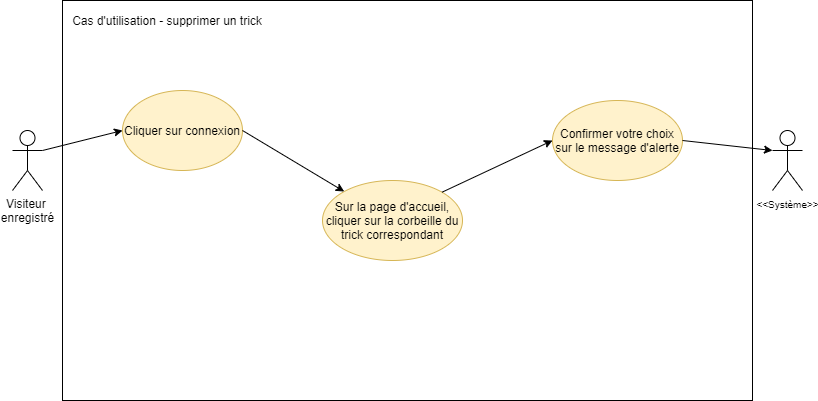 Cas d'utilisation - supprimer un trick
Cliquer sur connexion
Confirmer votre choix
sur le message d'alerte
Visiteur
enregistré
Sur la page d'accueil,
cliquer sur la corbeille du
trick correspondant
<<Système>>